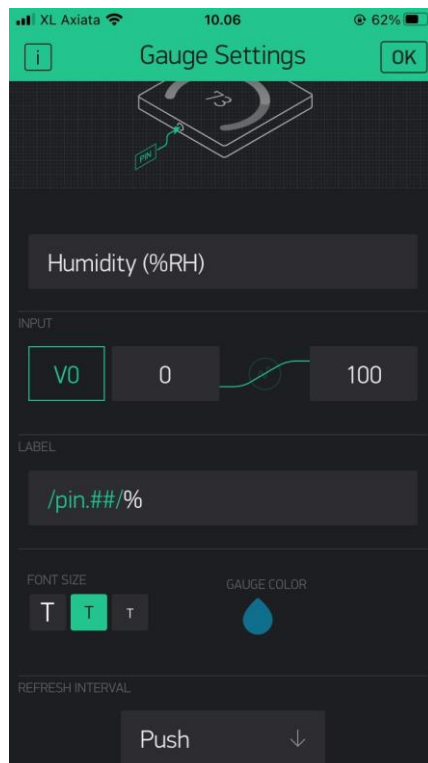 XL Axiata 10.06 62%
i Gauge Settings OK
73
PIN
Humidity (%RH)
INPUT
V0 0 100
LABEL
/pin.##/%
FONT SIZE GAUGE COLOR
T T T
REFRESH INTERVAL
Push